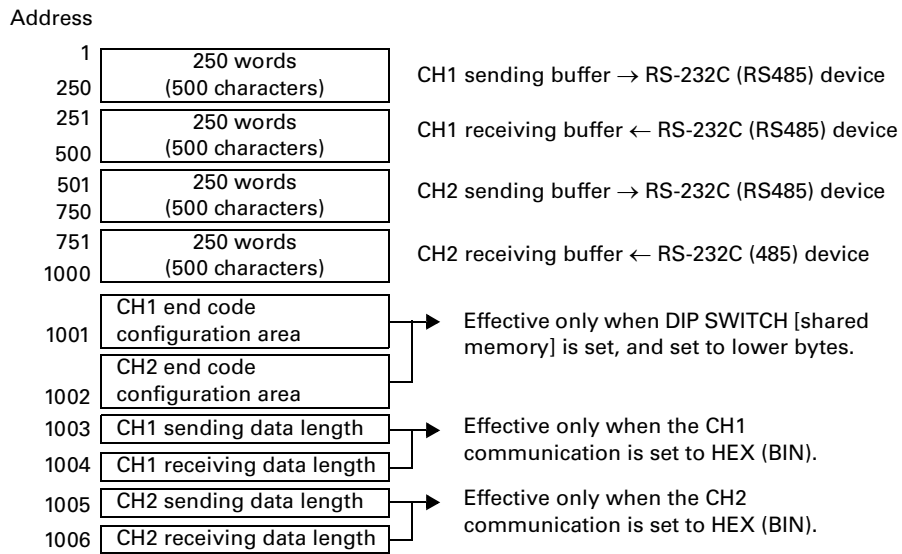 Address
1
250 words
250
(500 characters)
CH1 sending buffer → RS-232C (RS485) device
251
250 words
500
(500 characters)
CH1 receiving buffer ← RS-232C (RS485) device
501
250 words
750
(500 characters)
CH2 sending buffer → RS-232C (RS485) device
751
250 words
1000
(500 characters)
CH2 receiving buffer ← RS-232C (485) device
1001
CH1 end code
configuration area
1002
CH2 end code
configuration area
Effective only when DIP SWITCH [shared
memory] is set, and set to lower bytes.
1003
CH1 sending data length
1004
CH1 receiving data length
Effective only when the CH1
communication is set to HEX (BIN).
1005
CH2 sending data length
1006
CH2 receiving data length
Effective only when the CH2
communication is set to HEX (BIN).